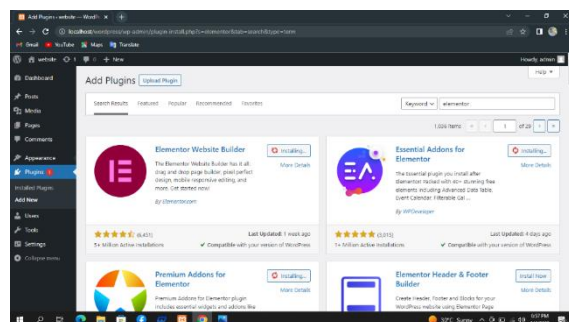 Add Plugins ‹ website — WordPr
localhost/wordpress/wp-admin/plugin-install.php?s=elementor&tab=search&type=term
Gmail YouTube Maps Translate
website 1 0 + New Howdy, admin
Help
Dashboard
Posts
Media
Pages
Comments
Appearance
Plugins 1
Installed Plugins
Add New
Users
Tools
Settings
Collapse menu
Add Plugins Upload Plugin
Search Results Featured Popular Recommended Favorites
Keyword elementor
1 of 29
Elementor Website Builder
Installing...
More Details
The Elementor Website Builder has it all:
drag and drop page builder, pixel perfect
design, mobile responsive editing, and
more. Get started now!
By Elementor.com
(6,451)
5+ Million Active Installations
Last Updated: 1 week ago
Compatible with your version of WordPress
Essential Addons for
Elementor
Installing...
More Details
The Essential plugin you install after
Elementor! Packed with 40+ stunning free
elements including Advanced Data Table,
Event Calendar, Filterable Gal ...
By WPDeveloper
1+ Million Active Installations
Last Updated: 4 days ago
Compatible with your version of WordPress
Premium Addons for
Elementor
Installing...
More Details
Premium Addons for Elementor plugin
includes essential widgets and addons like
Elementor Header & Footer
Builder
Install Now
More Details
Create Header, Footer and Blocks for your
WordPress website using Elementor Page
Sunny
6:57 PM